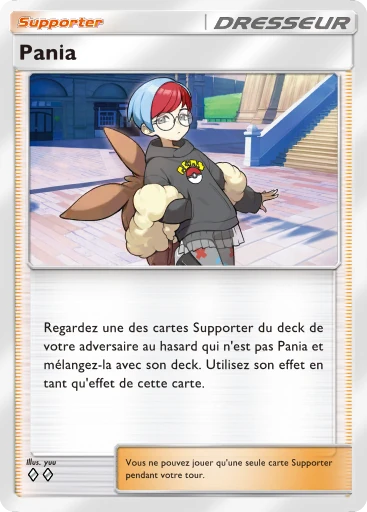 Supporter
DRESSEUR
Pania
Regardez une des cartes Supporter du deck de
votre adversaire au hasard qui n'est pas Pania et
mélangez-la avec son deck. Utilisez son effet en
tant qu'effet de cette carte.
Illus. yuu
Vous ne pouvez jouer qu'une seule carte Supporter
pendant votre tour.